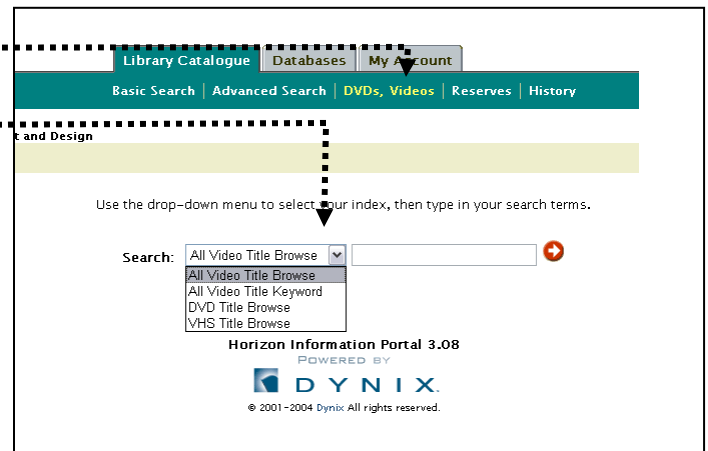 Library Catalogue Databases My Account
Basic Search | Advanced Search | DVDs, Videos | Reserves | History
t and Design
Use the drop-down menu to select your index, then type in your search terms.
Search: All Video Title Browse
All Video Title Browse
All Video Title Keyword
DVD Title Browse
VHS Title Browse
Horizon Information Portal 3.08
POWERED BY
DYNIX.
© 2001-2004 Dynix All rights reserved.